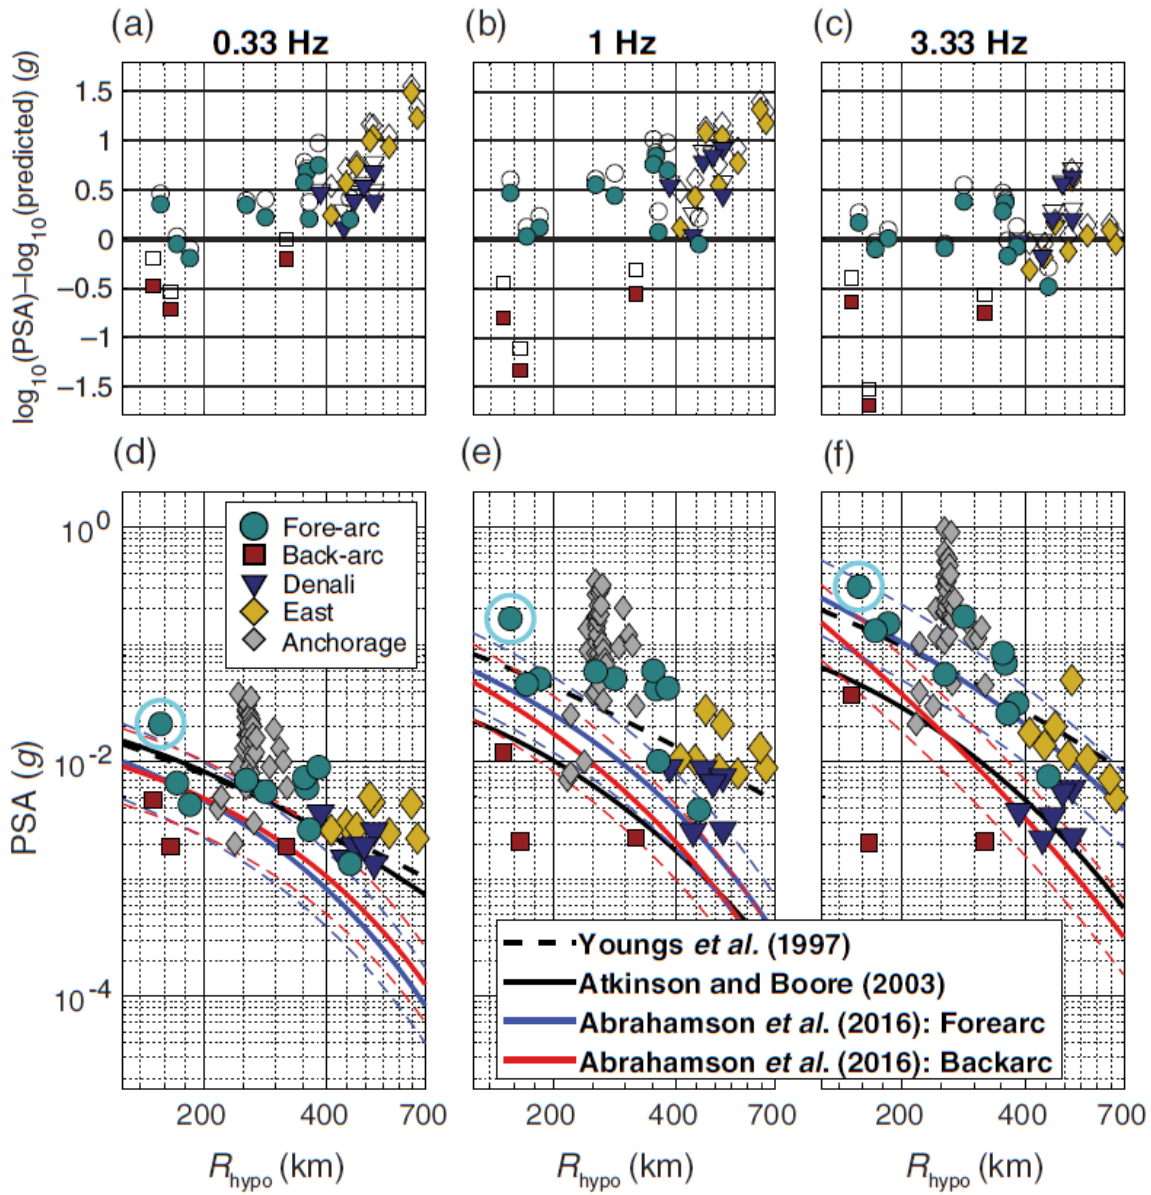 (a) (b) (c)
0.33 Hz 1 Hz 3.33 Hz
log10(PSA)–log10(predicted) (g)
1.5
1
0.5
0
−0.5
−1
−1.5
(d) (e) (f)
Fore-arc
Back-arc
Denali
East
Anchorage
PSA (g)
10^0
10^−2
10^−4
Youngs et al. (1997)
Atkinson and Boore (2003)
Abrahamson et al. (2016): Forearc
Abrahamson et al. (2016): Backarc
200 400 700 200 400 700 200 400 700
Rhypo (km) Rhypo (km) Rhypo (km)